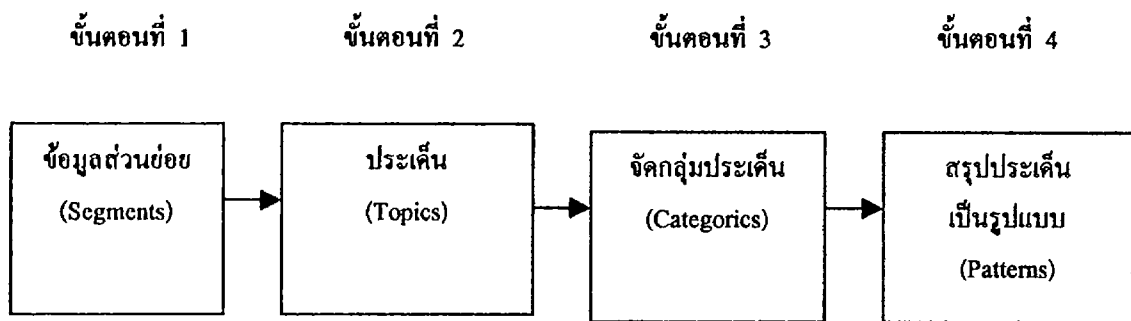 ขั้นตอนที่ 1
ขั้นตอนที่ 2
ขั้นตอนที่ 3
ขั้นตอนที่ 4
ข้อมูลส่วนย่อย
(Segments)
ประเด็น
(Topics)
จัดกลุ่มประเด็น
(Categorics)
สรุปประเด็น
เป็นรูปแบบ
(Patterns)